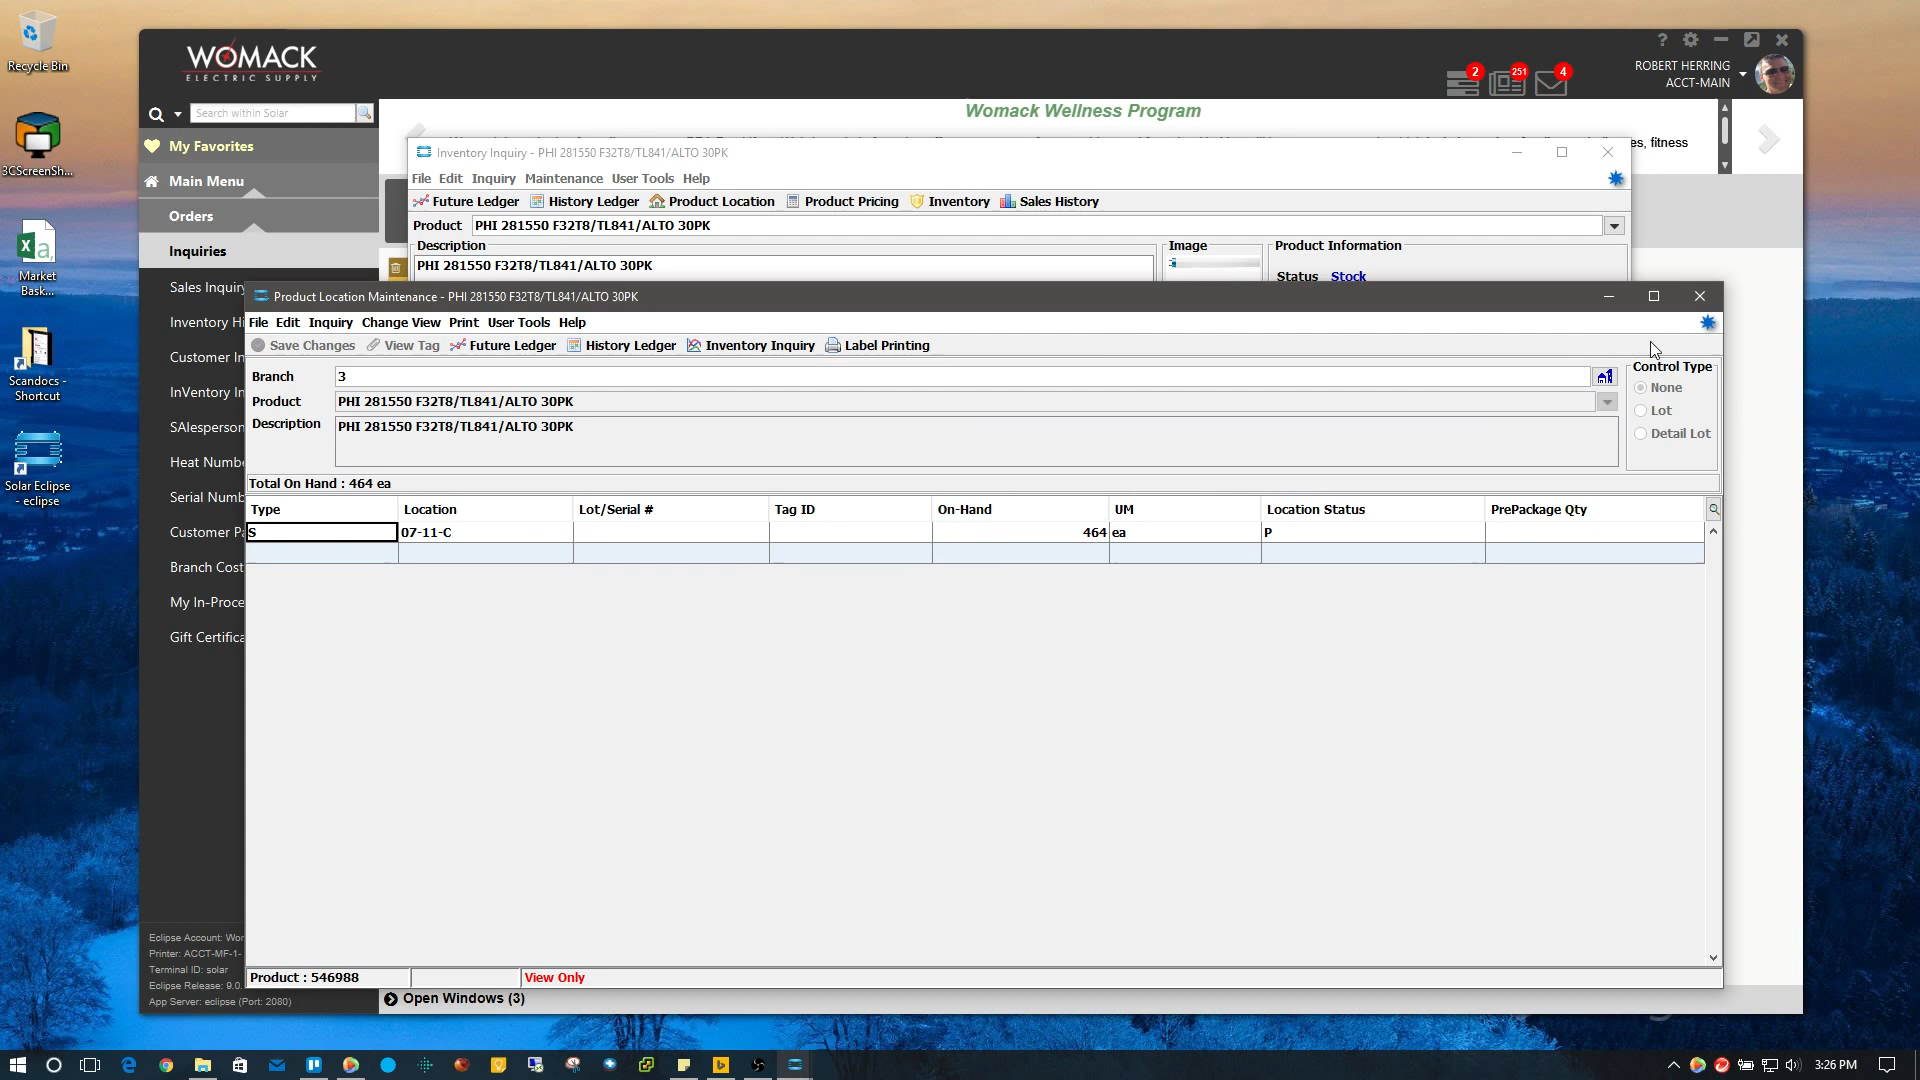 Recycle Bin
3CScreenSh...
Market
Bask...
Scandocs -
Shortcut
Solar Eclipse
- eclipse
WOMACK
ELECTRIC SUPPLY
?
2
251
4
ROBERT HERRING
ACCT-MAIN
Search within Solar
My Favorites
Main Menu
Orders
Inquiries
Sales Inquiry
Inventory Hi
Customer In
InVentory In
SAlesperson
Heat Numbe
Serial Numb
Customer Pa
Branch Cost
My In-Proce
Gift Certifica
Eclipse Account: Wor
Printer: ACCT-MF-1-
Terminal ID: solar
Eclipse Release: 9.0.
App Server: eclipse (Port: 2080)
Womack Wellness Program
es, fitness
Inventory Inquiry - PHI 281550 F32T8/TL841/ALTO 30PK
File Edit Inquiry Maintenance User Tools Help
Future Ledger History Ledger Product Location Product Pricing Inventory Sales History
Product PHI 281550 F32T8/TL841/ALTO 30PK
Description Image Product Information
PHI 281550 F32T8/TL841/ALTO 30PK
Status Stock
Product Location Maintenance - PHI 281550 F32T8/TL841/ALTO 30PK
File Edit Inquiry Change View Print User Tools Help
Save Changes View Tag Future Ledger History Ledger Inventory Inquiry Label Printing
Branch 3
Product PHI 281550 F32T8/TL841/ALTO 30PK
Description PHI 281550 F32T8/TL841/ALTO 30PK
Control Type
None
Lot
Detail Lot
Total On Hand : 464 ea
Type Location Lot/Serial # Tag ID On-Hand UM Location Status PrePackage Qty
S 07-11-C 464 ea P
Product : 546988 View Only
Open Windows (3)
3:26 PM